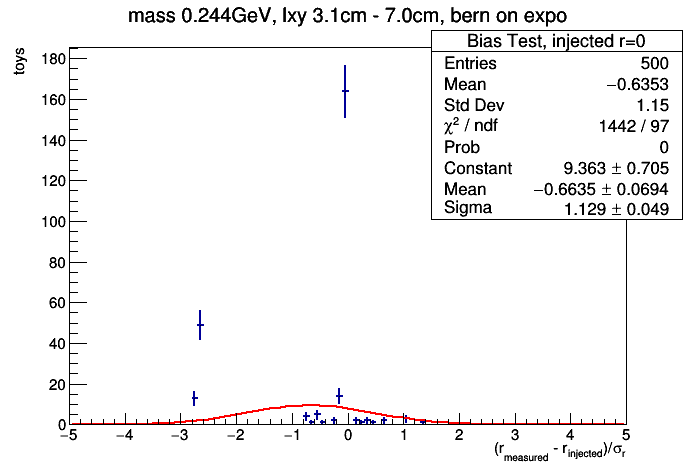 mass 0.244GeV, lxy 3.1cm - 7.0cm, bern on expo
Bias Test, injected r=0
Entries 500
Mean −0.6353
Std Dev 1.15
χ² / ndf 1442 / 97
Prob 0
Constant 9.363 ± 0.705
Mean −0.6635 ± 0.0694
Sigma 1.129 ± 0.049
toys
180
160
140
120
100
80
60
40
20
0
−5 −4 −3 −2 −1 0 1 2 3 4 5
(r_measured - r_injected)/σ_r